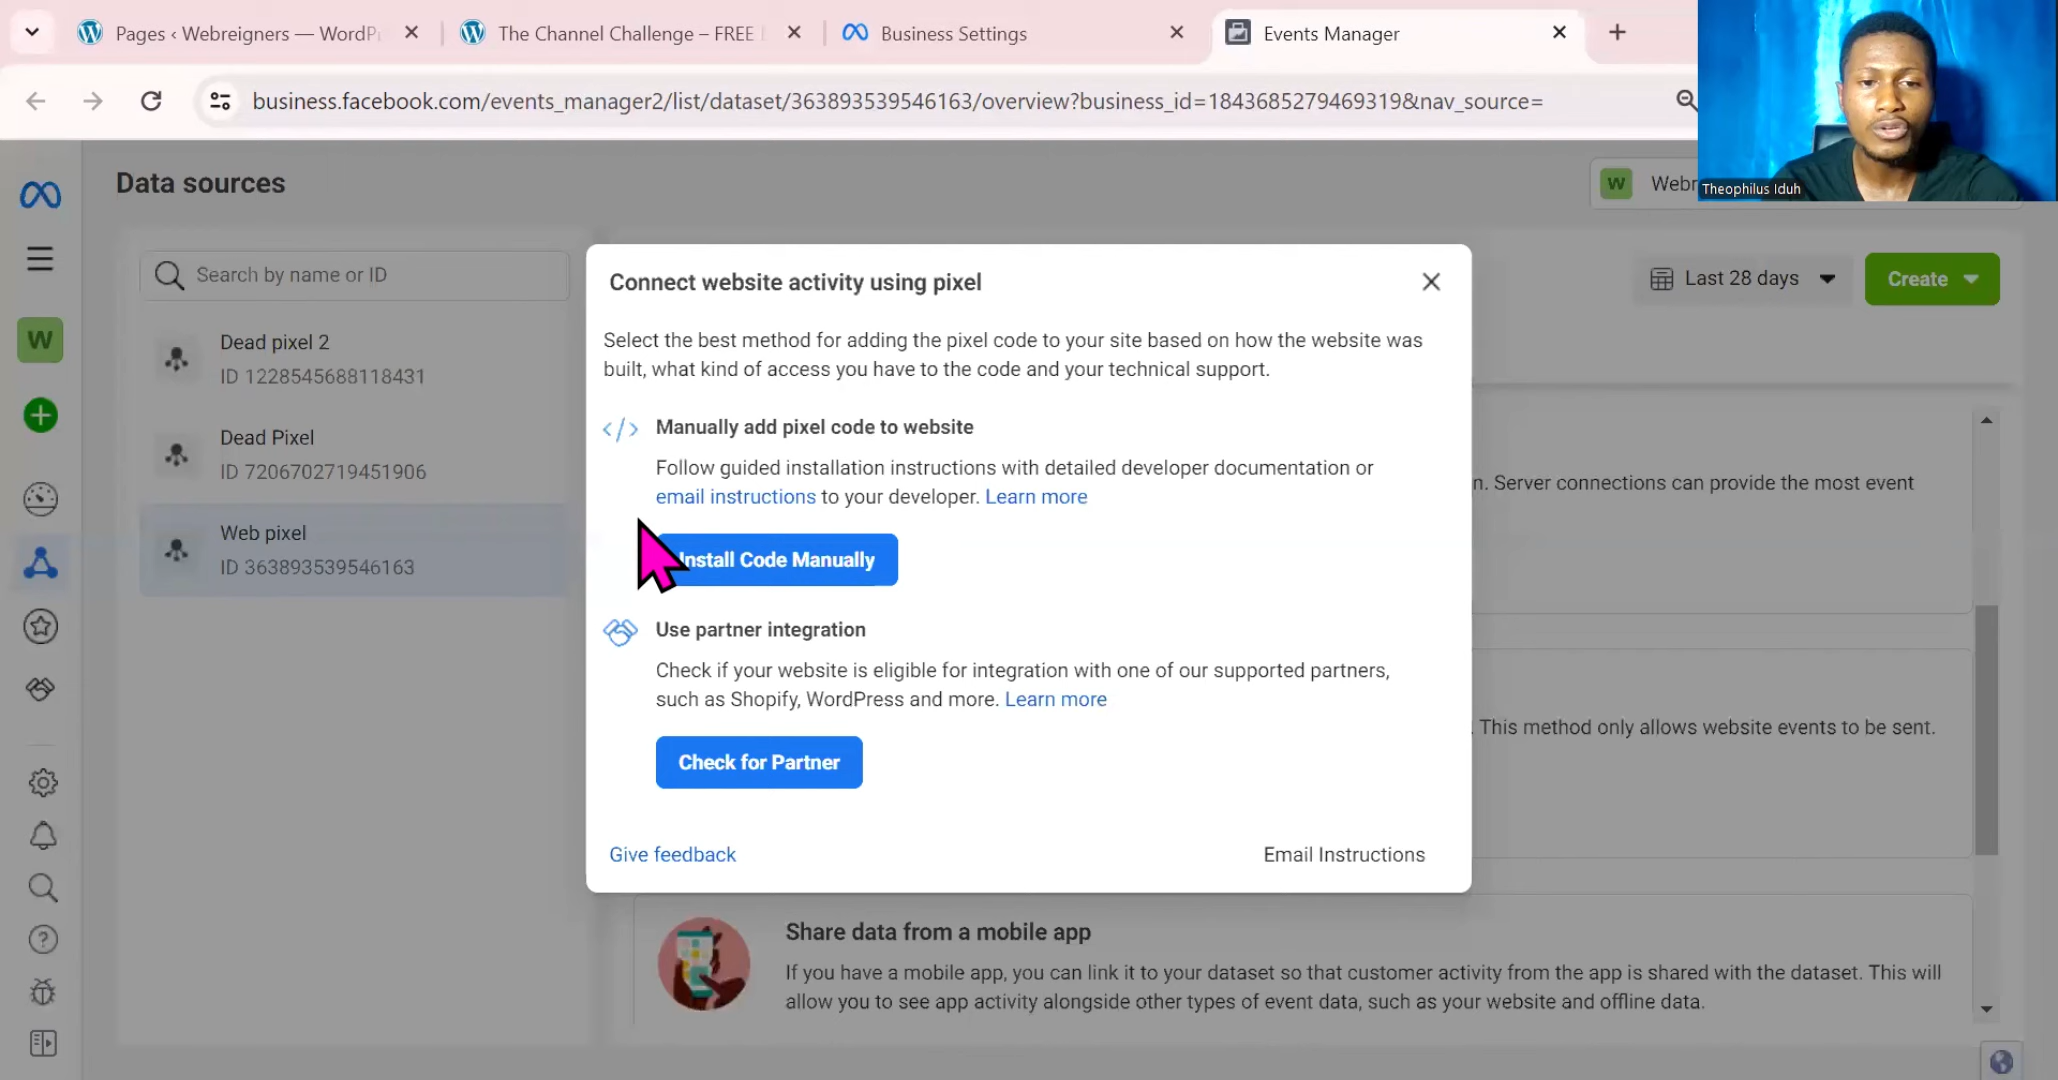 Pages ‹ Webreigners — WordP
The Channel Challenge – FREE
Business Settings
Events Manager
business.facebook.com/events_manager2/list/dataset/363893539546163/overview?business_id=1843685279469319&nav_source=
Theophilus Iduh
Data sources
W
Webr
Search by name or ID
Last 28 days
Create
W
Dead pixel 2
ID 1228545688118431
Dead Pixel
ID 7206702719451906
Web pixel
ID 363893539546163
Connect website activity using pixel
Select the best method for adding the pixel code to your site based on how the website was
built, what kind of access you have to the code and your technical support.
Manually add pixel code to website
Follow guided installation instructions with detailed developer documentation or
email instructions to your developer. Learn more
Install Code Manually
Use partner integration
Check if your website is eligible for integration with one of our supported partners,
such as Shopify, WordPress and more. Learn more
Check for Partner
Give feedback
Email Instructions
n. Server connections can provide the most event
This method only allows website events to be sent.
Share data from a mobile app
If you have a mobile app, you can link it to your dataset so that customer activity from the app is shared with the dataset. This will
allow you to see app activity alongside other types of event data, such as your website and offline data.